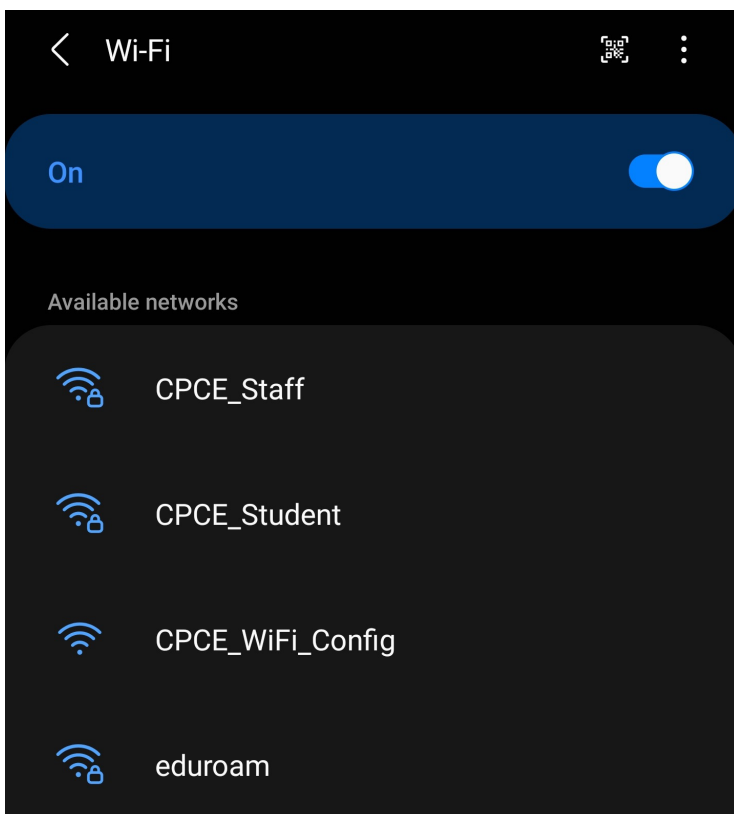 Wi-Fi
On
Available networks
CPCE_Staff
CPCE_Student
CPCE_WiFi_Config
eduroam